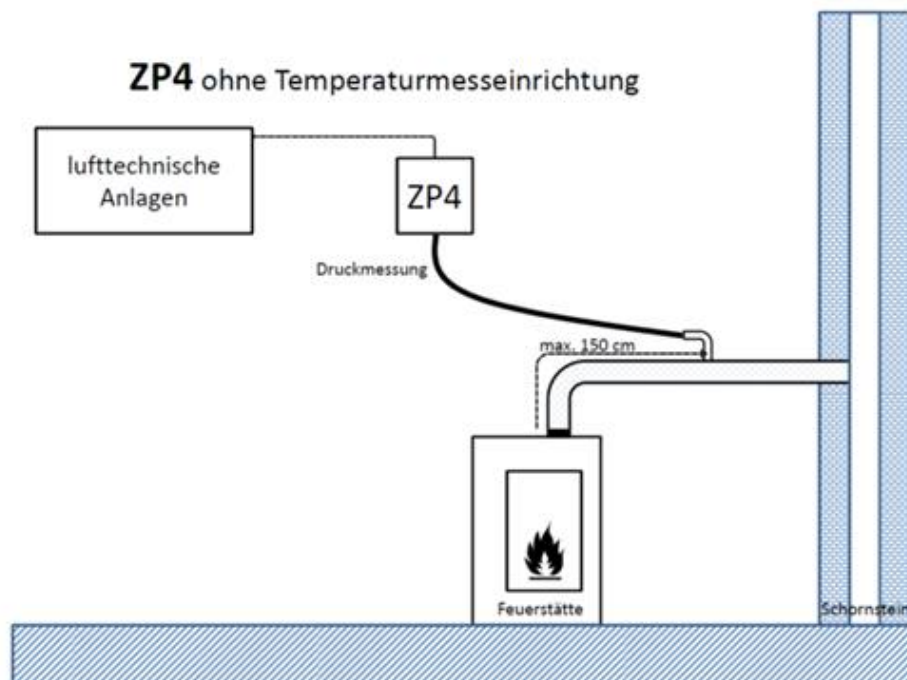 ZP4 ohne Temperaturmesseinrichtung
lufttechnische
Anlagen
ZP4
Druckmessung
max. 150 cm
Feuerstätte
Schornstein